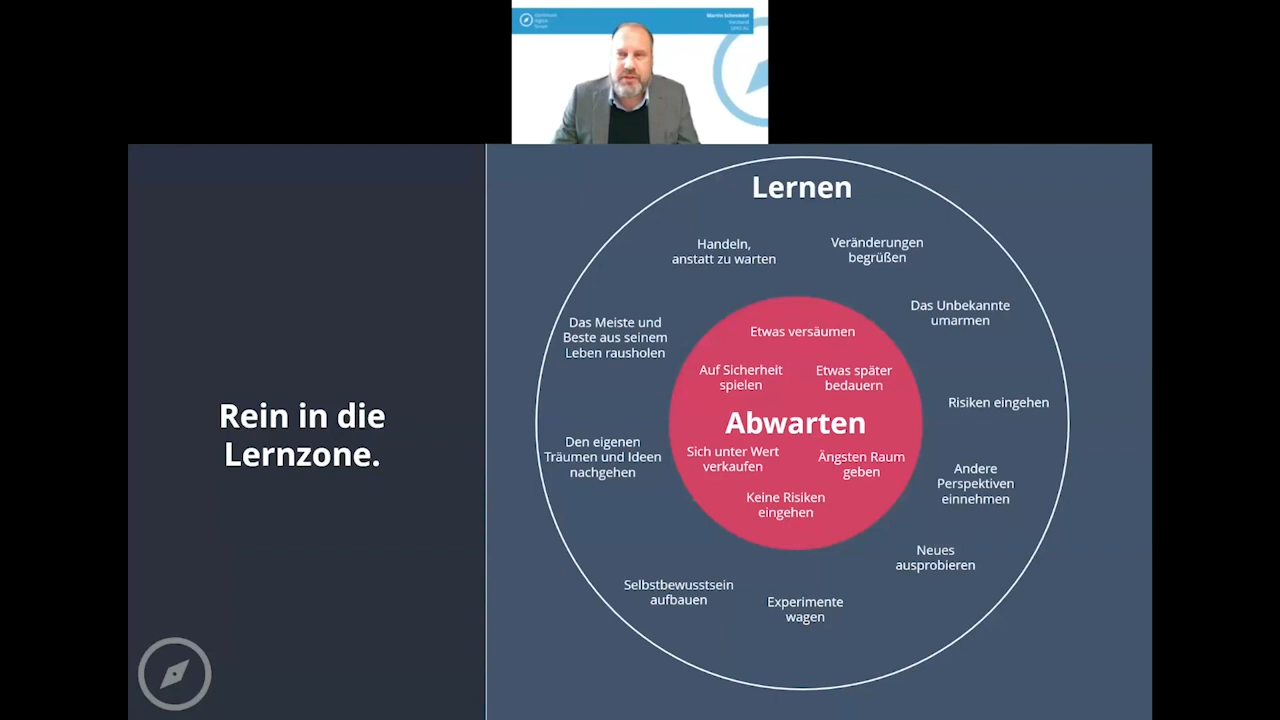 Rein in die
Lernzone.
Lernen
Handeln,
anstatt zu warten
Veränderungen
begrüßen
Das Unbekannte
umarmen
Das Meiste und
Beste aus seinem
Leben rausholen
Etwas versäumen
Auf Sicherheit
spielen
Etwas später
bedauern
Risiken eingehen
Abwarten
Den eigenen
Träumen und Ideen
nachgehen
Sich unter Wert
verkaufen
Ängsten Raum
geben
Andere
Perspektiven
einnehmen
Keine Risiken
eingehen
Neues
ausprobieren
Selbstbewusstsein
aufbauen
Experimente
wagen